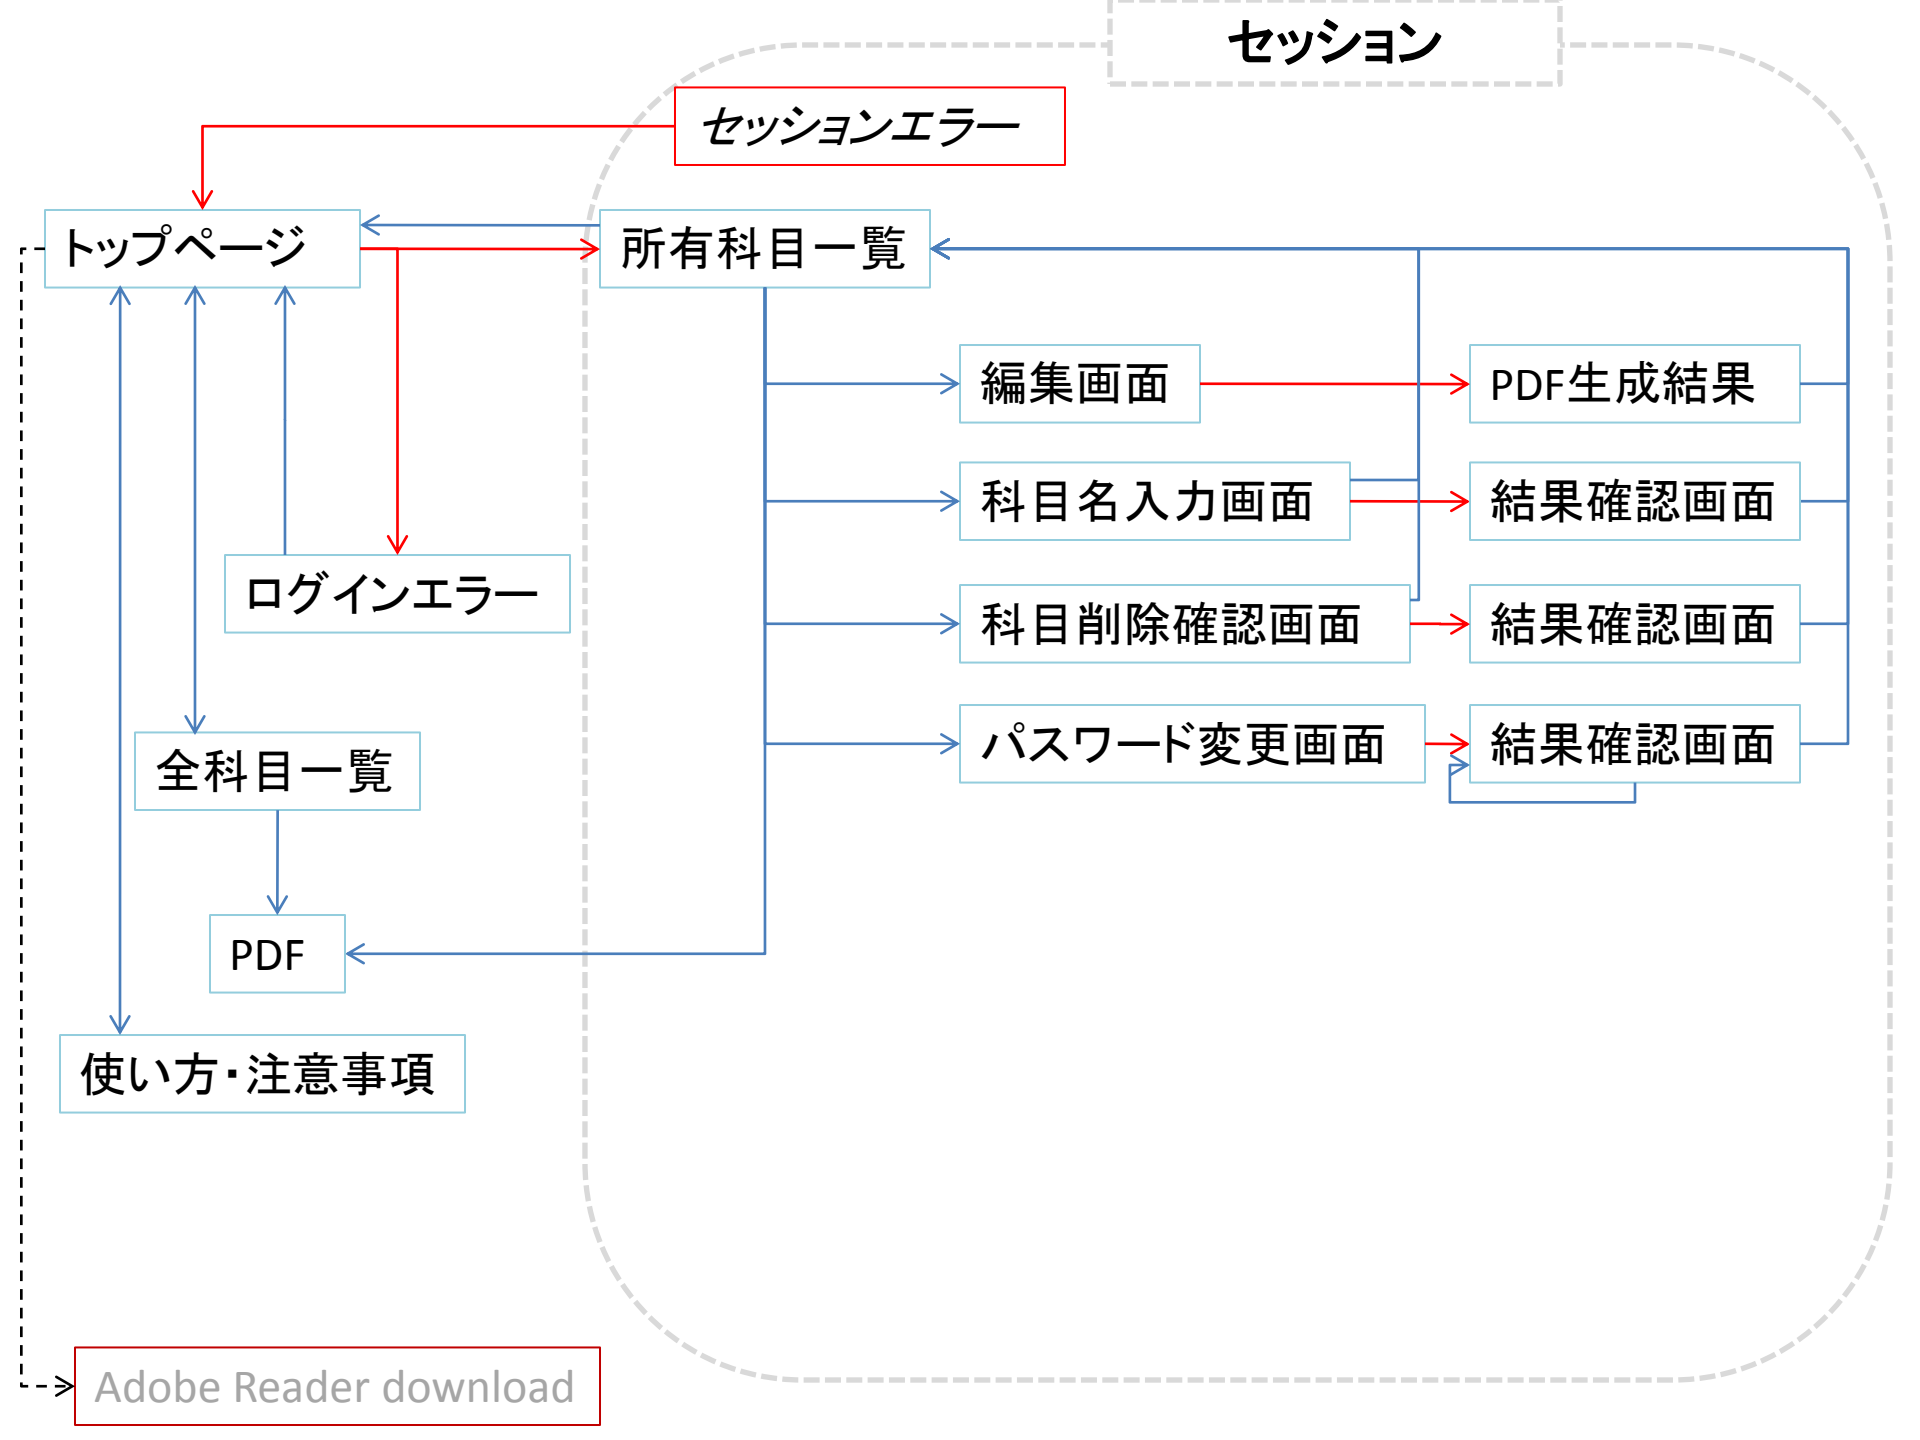 セッション
セッションエラー
トップページ
所有科目一覧
編集画面
PDF生成結果
科目名入力画面
結果確認画面
ログインエラー
科目削除確認画面
結果確認画面
パスワード変更画面
結果確認画面
全科目一覧
PDF
使い方・注意事項
Adobe Reader download